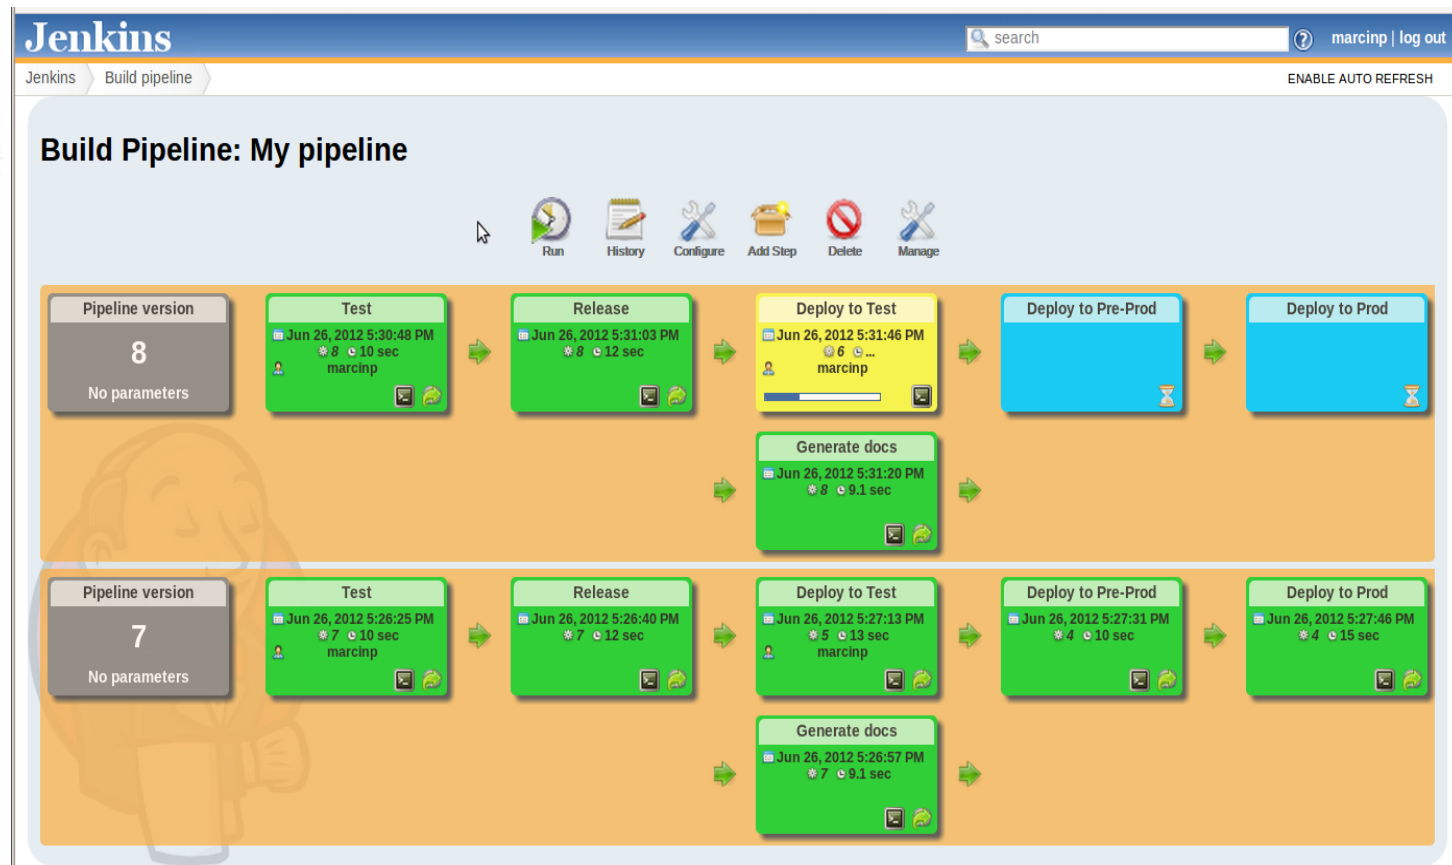 Jenkins
search
marcinp | log out
Jenkins
Build pipeline
ENABLE AUTO REFRESH
Build Pipeline: My pipeline
Run
History
Configure
Add Step
Delete
Manage
Pipeline version
8
No parameters
Test
Jun 26, 2012 5:30:48 PM
8 10 sec
marcinp
Release
Jun 26, 2012 5:31:03 PM
8 12 sec
Deploy to Test
Jun 26, 2012 5:31:46 PM
6 ...
marcinp
Deploy to Pre-Prod
Deploy to Prod
Generate docs
Jun 26, 2012 5:31:20 PM
8 9.1 sec
Pipeline version
7
No parameters
Test
Jun 26, 2012 5:26:25 PM
7 10 sec
marcinp
Release
Jun 26, 2012 5:26:40 PM
7 12 sec
Deploy to Test
Jun 26, 2012 5:27:13 PM
5 13 sec
marcinp
Deploy to Pre-Prod
Jun 26, 2012 5:27:31 PM
4 10 sec
Deploy to Prod
Jun 26, 2012 5:27:46 PM
4 15 sec
Generate docs
Jun 26, 2012 5:26:57 PM
7 9.1 sec